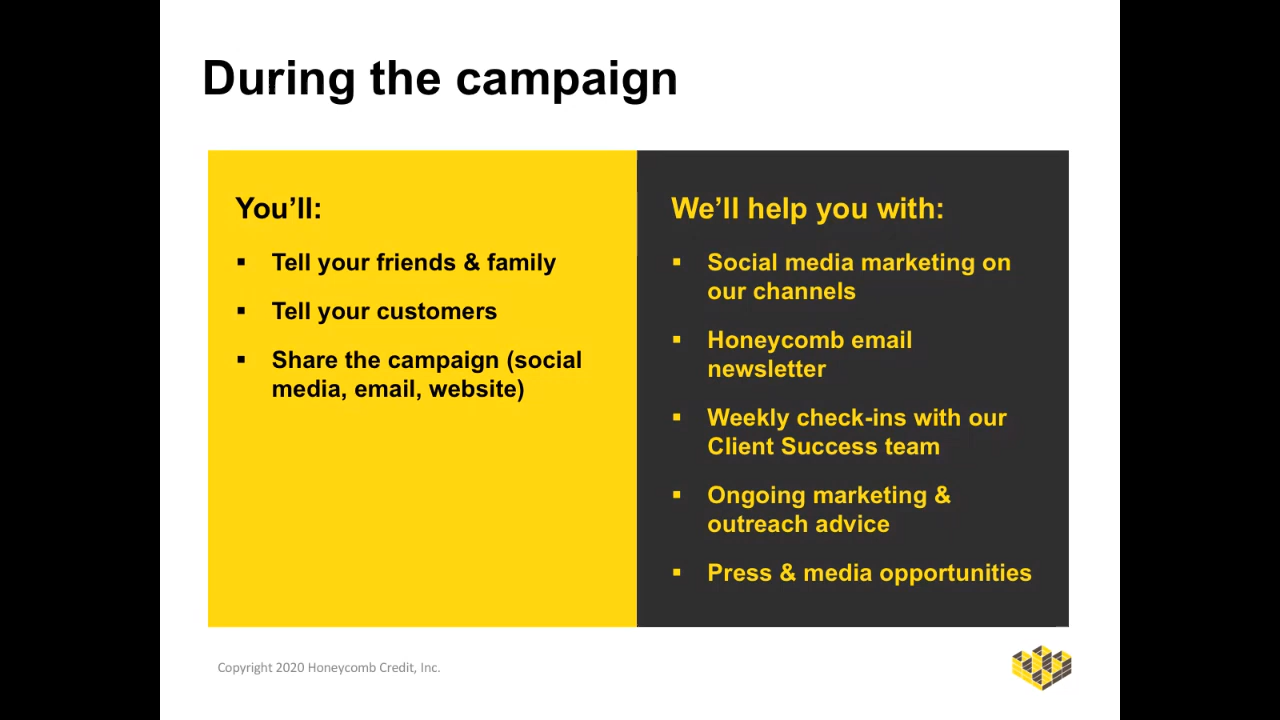 During the campaign
You’ll:
▪ Tell your friends & family
▪ Tell your customers
▪ Share the campaign (social
media, email, website)
We’ll help you with:
▪ Social media marketing on
our channels
▪ Honeycomb email
newsletter
▪ Weekly check-ins with our
Client Success team
▪ Ongoing marketing &
outreach advice
▪ Press & media opportunities
Copyright 2020 Honeycomb Credit, Inc.